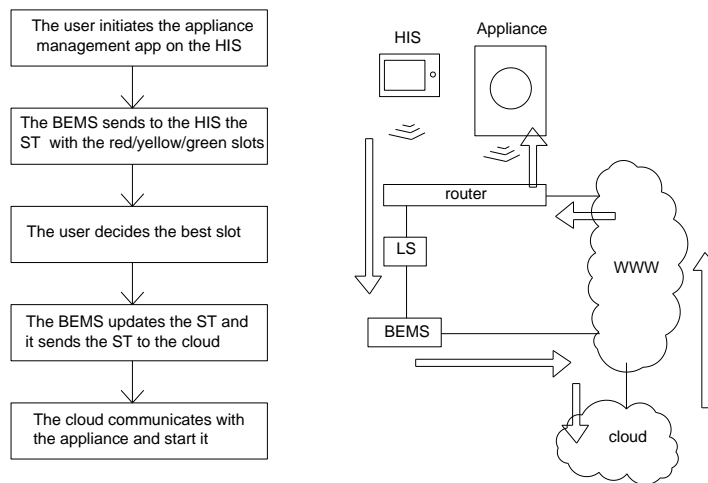 The user initiates the appliance
management app on the HIS
The BEMS sends to the HIS the
ST with the red/yellow/green slots
The user decides the best slot
The BEMS updates the ST and
it sends the ST to the cloud
The cloud communicates with
the appliance and start it
HIS
Appliance
router
LS
WWW
BEMS
cloud